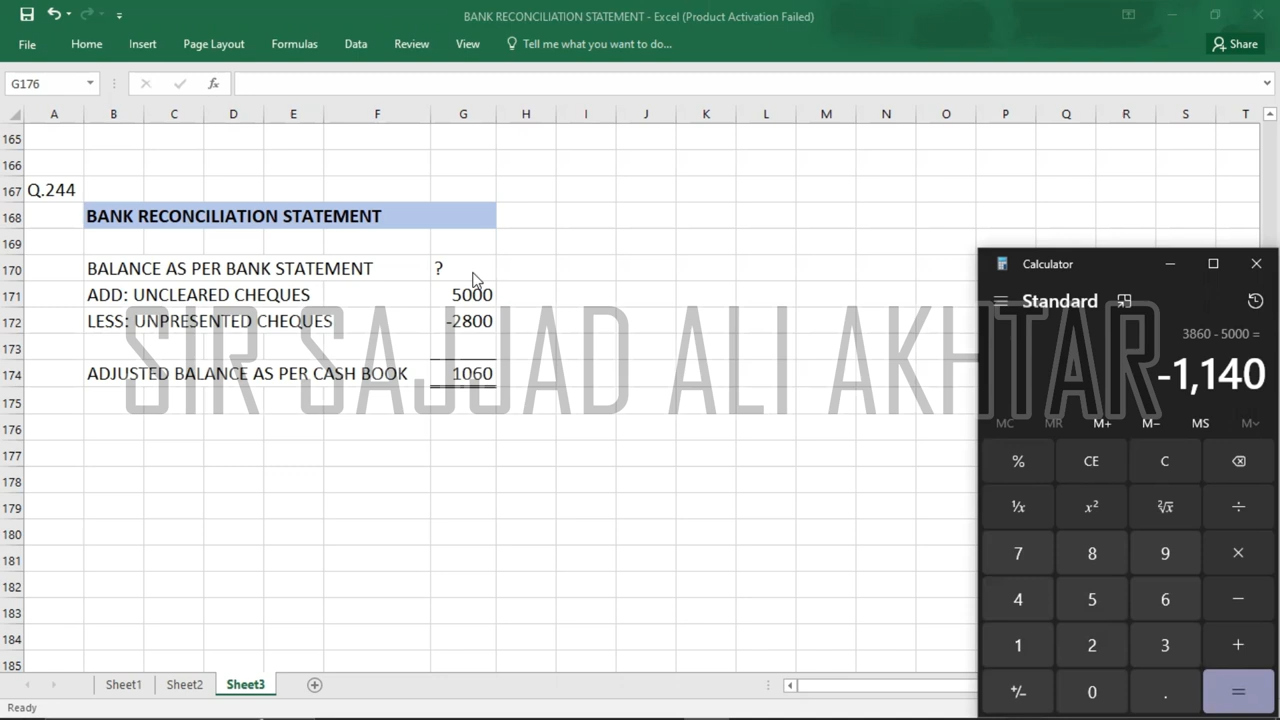 BANK RECONCILIATION STATEMENT - Excel (Product Activation Failed)
File Home Insert Page Layout Formulas Data Review View Tell me what you want to do... Share
G176 fx
A B C D E F G H I J K L M N O P Q R S T
165
166
167 Q.244
168 BANK RECONCILIATION STATEMENT
169
170 BALANCE AS PER BANK STATEMENT ?
171 ADD: UNCLEARED CHEQUES 5000
172 LESS: UNPRESENTED CHEQUES -2800
173
174 ADJUSTED BALANCE AS PER CASH BOOK 1060
175
176
177
178
179
180
181
182
183
184
185
SIR SAJJAD ALI AKHTAR
Calculator
Standard
3860 - 5000 =
-1,140
MC MR M+ M− MS M˅
% CE C
⅟x x² ²√x ÷
7 8 9 ×
4 5 6 −
1 2 3 +
+/− 0 . =
Sheet1 Sheet2 Sheet3
Ready